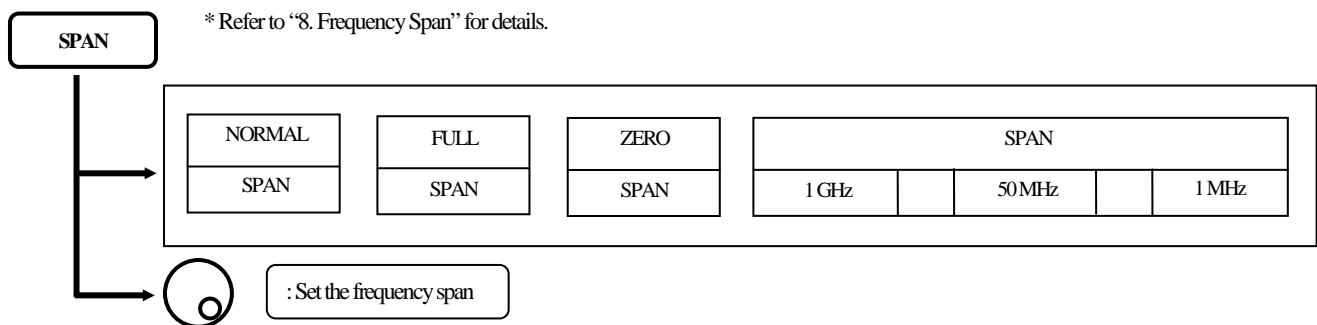 * Refer to “8. Frequency Span” for details.
SPAN
NORMAL FULL ZERO SPAN
SPAN SPAN SPAN 1 GHz 50 MHz 1 MHz
: Set the frequency span